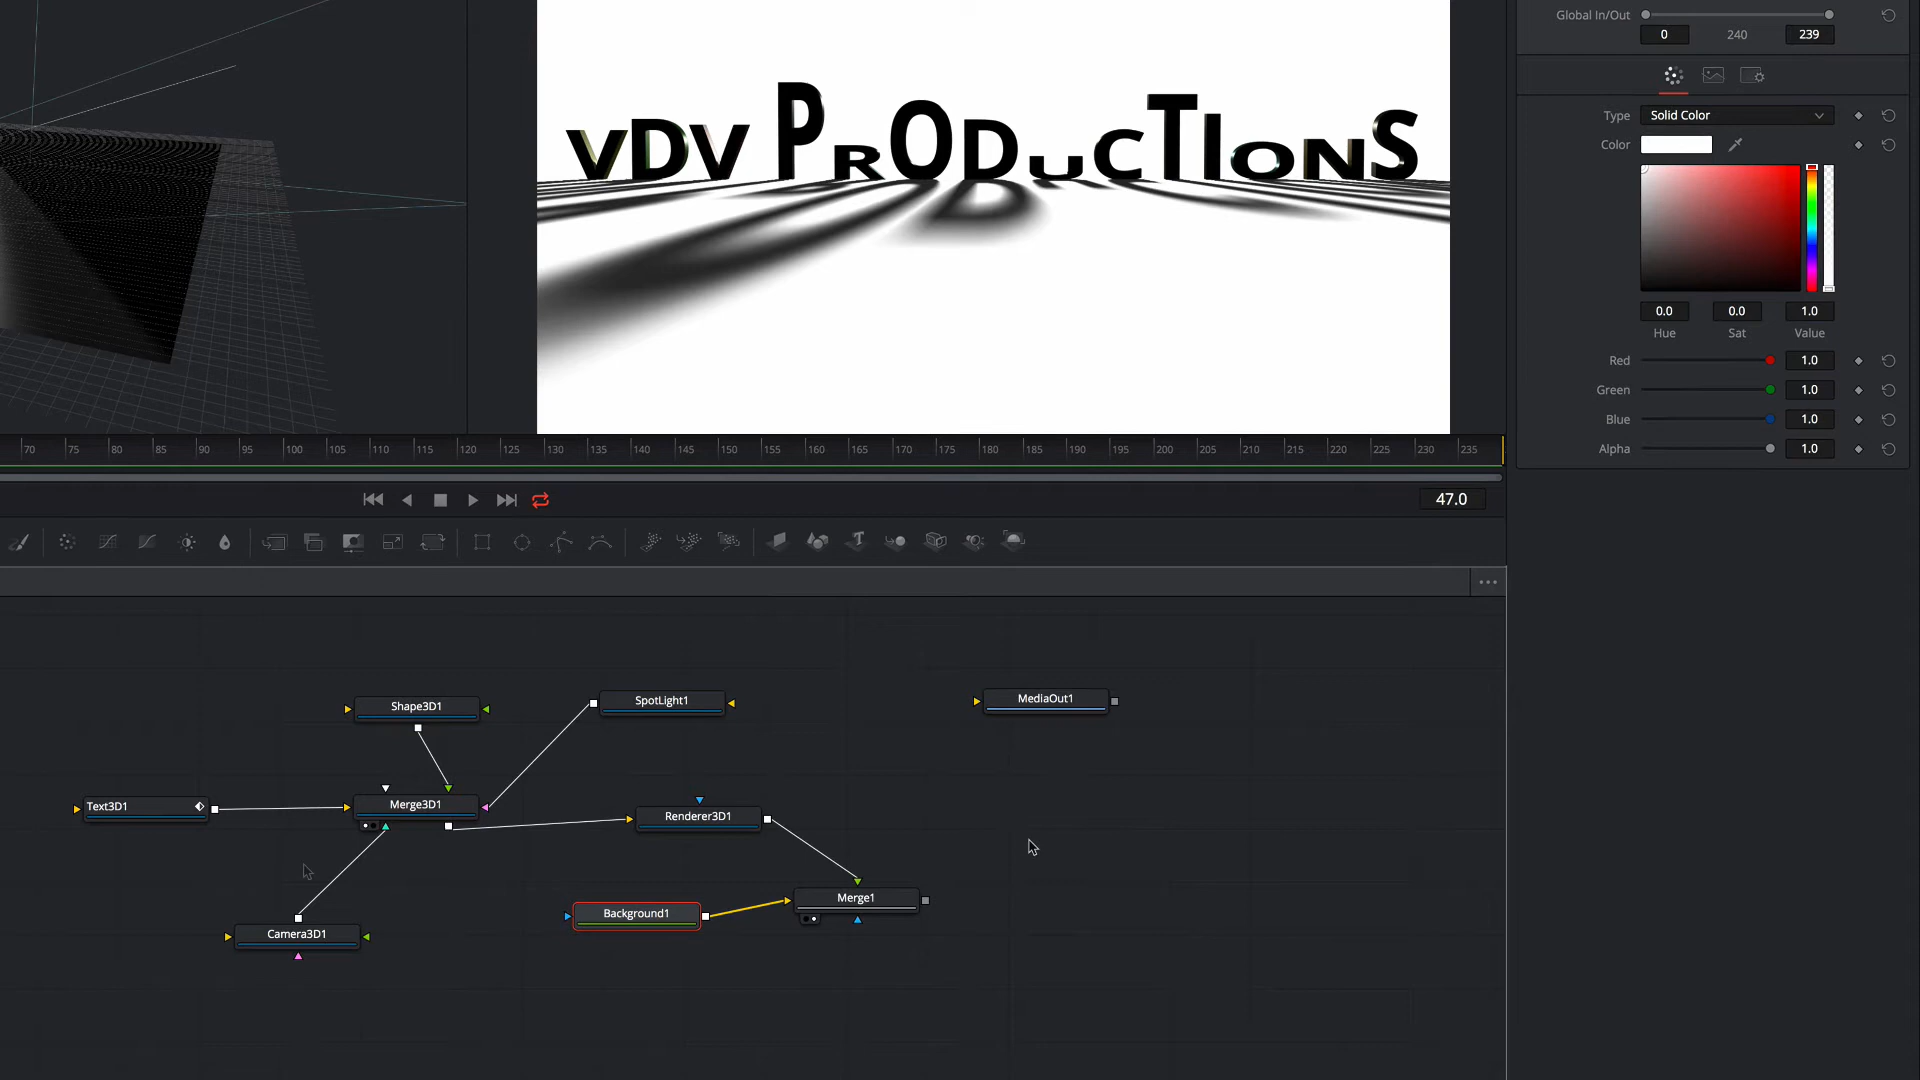 Global In/Out
0 240 239
VDV PRODucTIoNS
Type Solid Color
Color
0.0 0.0 1.0
Hue Sat Value
Red 1.0
Green 1.0
Blue 1.0
Alpha 1.0
70 75 80 85 90 95 100 105 110 115 120 125 130 135 140 145 150 155 160 165 170 175 180 185 190 195 200 205 210 215 220 225 230 235
47.0
Shape3D1
SpotLight1
MediaOut1
Text3D1
Merge3D1
Renderer3D1
Merge1
Background1
Camera3D1